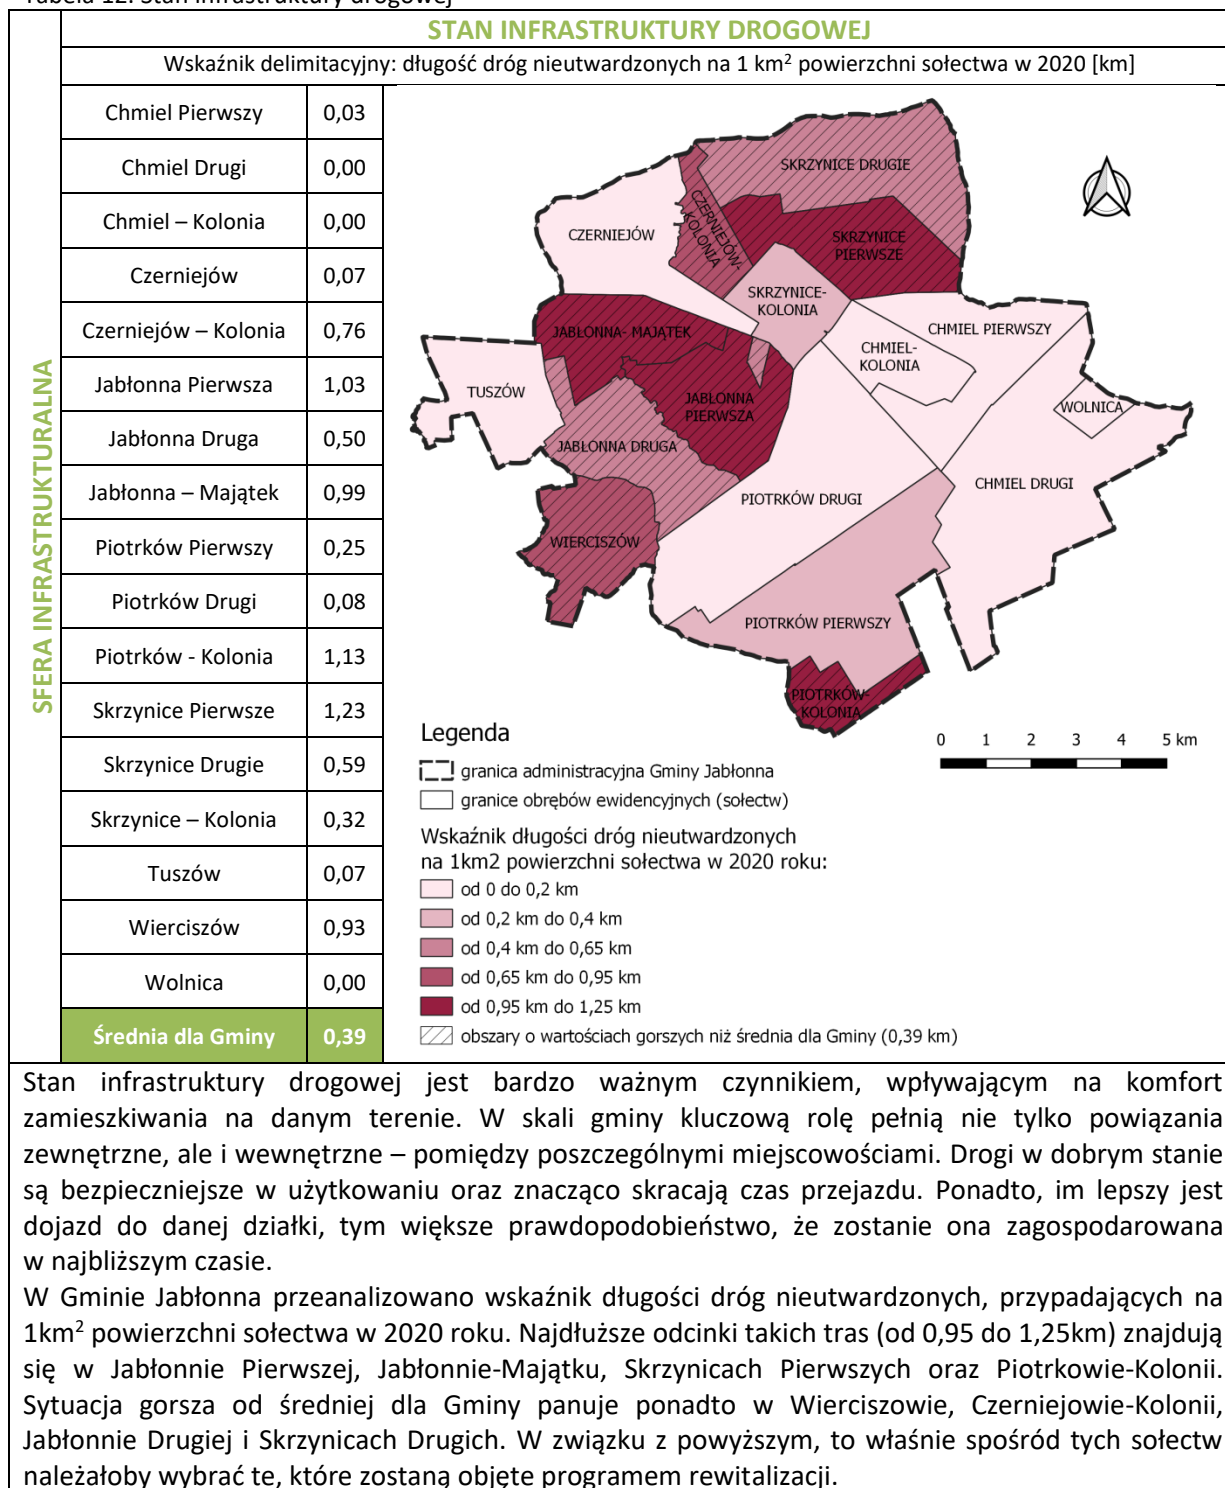 Tabela 12. Stan infrastruktury drogowej
STAN INFRASTRUKTURY DROGOWEJ
Wskaźnik delimitacyjny: długość dróg nieutwardzonych na 1 km² powierzchni sołectwa w 2020 [km]
SFERA INFRASTRUKTURALNA
Chmiel Pierwszy 0,03
Chmiel Drugi 0,00
Chmiel – Kolonia 0,00
Czerniejów 0,07
Czerniejów – Kolonia 0,76
Jabłonna Pierwsza 1,03
Jabłonna Druga 0,50
Jabłonna – Majątek 0,99
Piotrków Pierwszy 0,25
Piotrków Drugi 0,08
Piotrków - Kolonia 1,13
Skrzynice Pierwsze 1,23
Skrzynice Drugie 0,59
Skrzynice – Kolonia 0,32
Tuszów 0,07
Wierciszów 0,93
Wolnica 0,00
Średnia dla Gminy 0,39
SKRZYNICE DRUGIE
CZERNIEJÓW
CZERNIEJÓW-
KOLONIA
SKRZYNICE
PIERWSZE
SKRZYNICE-
KOLONIA
CHMIEL PIERWSZY
JABŁONNA- MAJĄTEK
CHMIEL-
KOLONIA
TUSZÓW
JABŁONNA
PIERWSZA
WOLNICA
JABŁONNA DRUGA
CHMIEL DRUGI
PIOTRKÓW DRUGI
WIERCISZÓW
PIOTRKÓW PIERWSZY
PIOTRKÓW-
KOLONIA
0 1 2 3 4 5 km
Legenda
granica administracyjna Gminy Jabłonna
granice obrębów ewidencyjnych (sołectw)
Wskaźnik długości dróg nieutwardzonych
na 1km2 powierzchni sołectwa w 2020 roku:
od 0 do 0,2 km
od 0,2 km do 0,4 km
od 0,4 km do 0,65 km
od 0,65 km do 0,95 km
od 0,95 km do 1,25 km
obszary o wartościach gorszych niż średnia dla Gminy (0,39 km)
Stan infrastruktury drogowej jest bardzo ważnym czynnikiem, wpływającym na komfort
zamieszkiwania na danym terenie. W skali gminy kluczową rolę pełnią nie tylko powiązania
zewnętrzne, ale i wewnętrzne – pomiędzy poszczególnymi miejscowościami. Drogi w dobrym stanie
są bezpieczniejsze w użytkowaniu oraz znacząco skracają czas przejazdu. Ponadto, im lepszy jest
dojazd do danej działki, tym większe prawdopodobieństwo, że zostanie ona zagospodarowana
w najbliższym czasie.
W Gminie Jabłonna przeanalizowano wskaźnik długości dróg nieutwardzonych, przypadających na
1km² powierzchni sołectwa w 2020 roku. Najdłuższe odcinki takich tras (od 0,95 do 1,25km) znajdują
się w Jabłonnie Pierwszej, Jabłonnie-Majątku, Skrzynicach Pierwszych oraz Piotrkowie-Kolonii.
Sytuacja gorsza od średniej dla Gminy panuje ponadto w Wierciszowie, Czerniejowie-Kolonii,
Jabłonnie Drugiej i Skrzynicach Drugich. W związku z powyższym, to właśnie spośród tych sołectw
należałoby wybrać te, które zostaną objęte programem rewitalizacji.